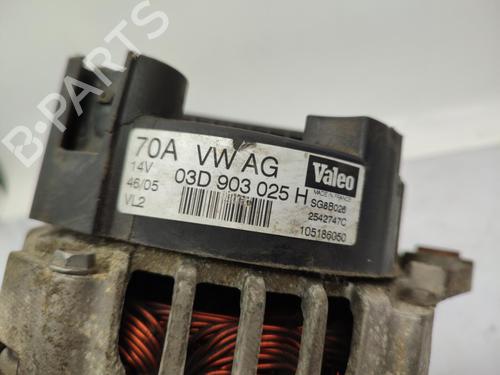 B-PARTS
70A VW AG
14V
03D 903 025 H
46/05
VL2
Valeo
MADE IN FRANCE
SG8B026
2542747C
105186050